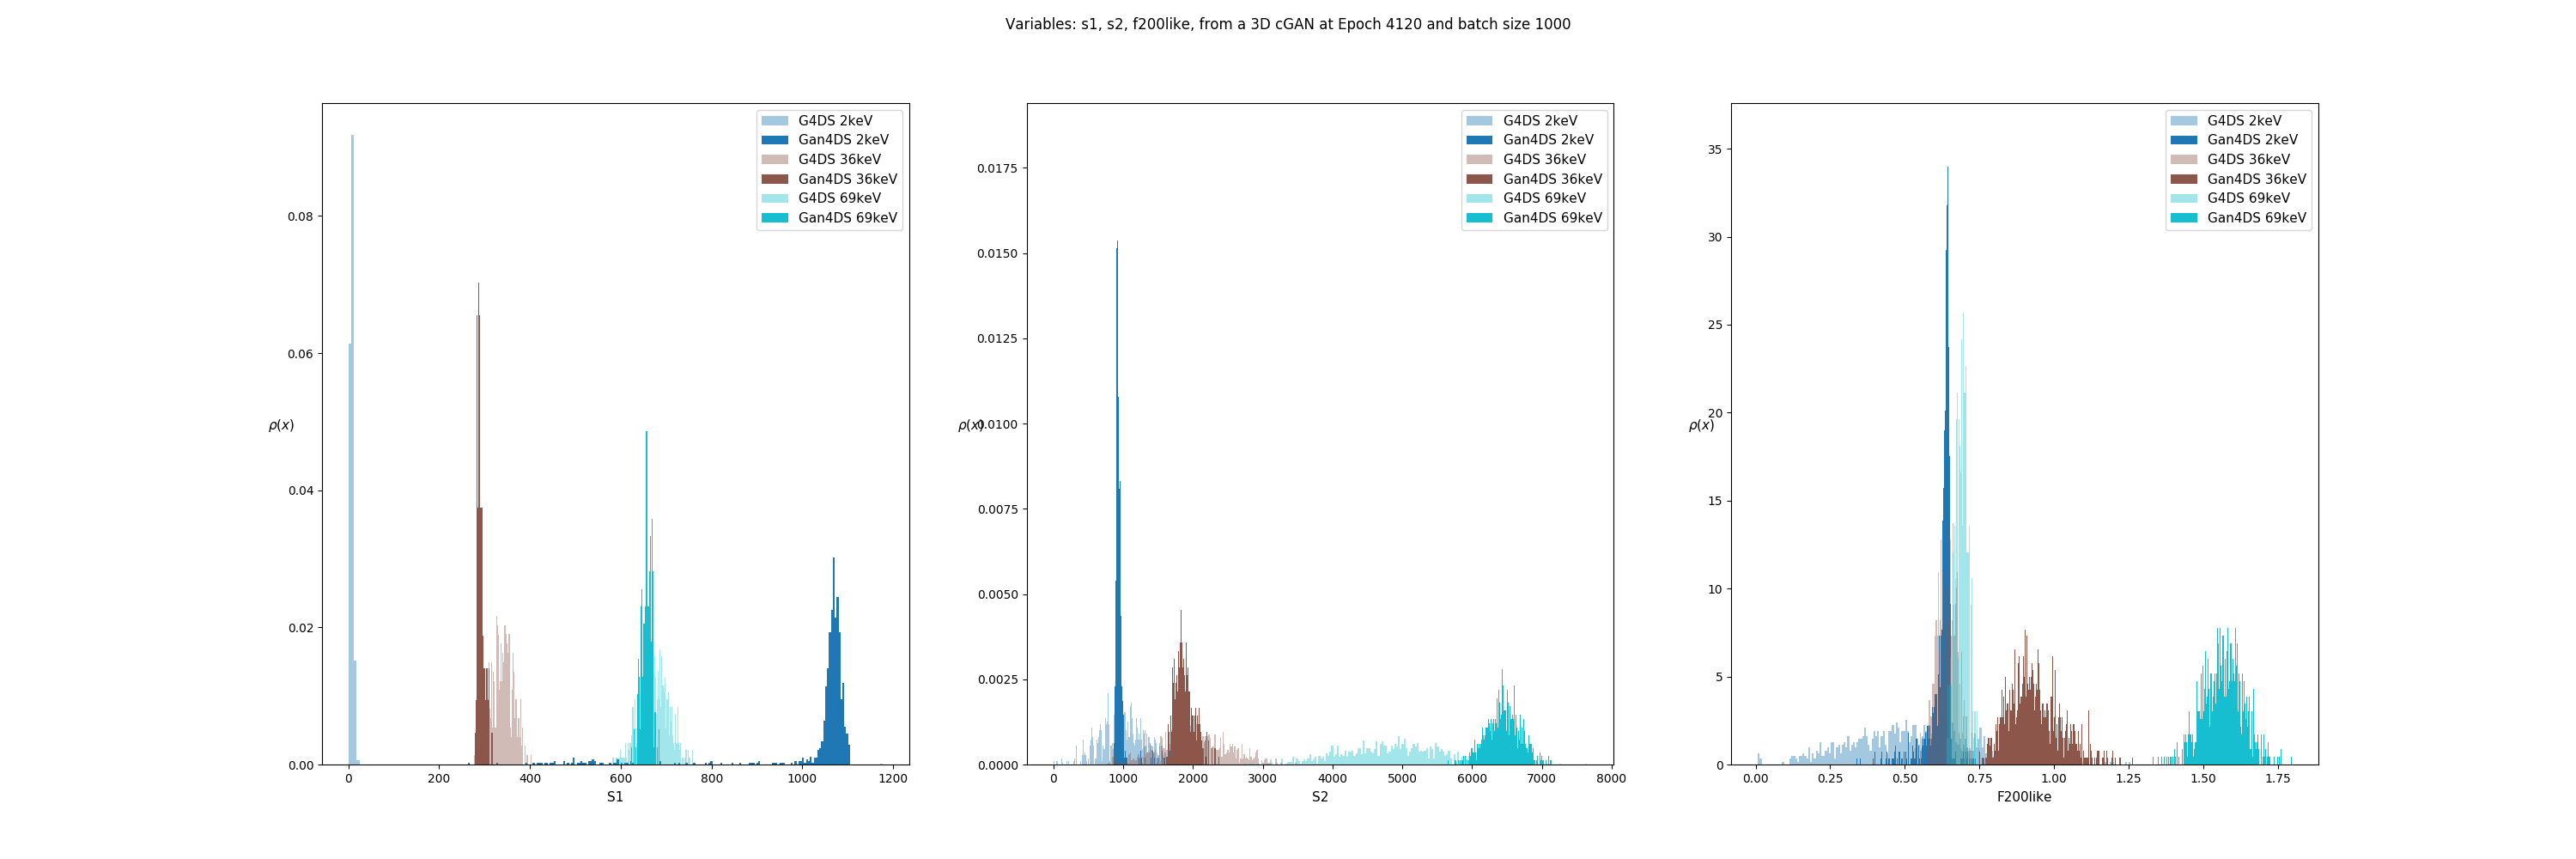 Variables: s1, s2, f200like, from a 3D cGAN at Epoch 4120 and batch size 1000
G4DS 2keV
Gan4DS 2keV
G4DS 36keV
Gan4DS 36keV
G4DS 69keV
Gan4DS 69keV
0.08
0.06
0.04
0.02
0.00
ρ(x)
0 200 400 600 800 1000 1200
S1
G4DS 2keV
Gan4DS 2keV
G4DS 36keV
Gan4DS 36keV
G4DS 69keV
Gan4DS 69keV
0.0175
0.0150
0.0125
0.0100
0.0075
0.0050
0.0025
0.0000
ρ(x)
0 1000 2000 3000 4000 5000 6000 7000 8000
S2
G4DS 2keV
Gan4DS 2keV
G4DS 36keV
Gan4DS 36keV
G4DS 69keV
Gan4DS 69keV
35
30
25
20
15
10
5
0
ρ(x)
0.00 0.25 0.50 0.75 1.00 1.25 1.50 1.75
F200like